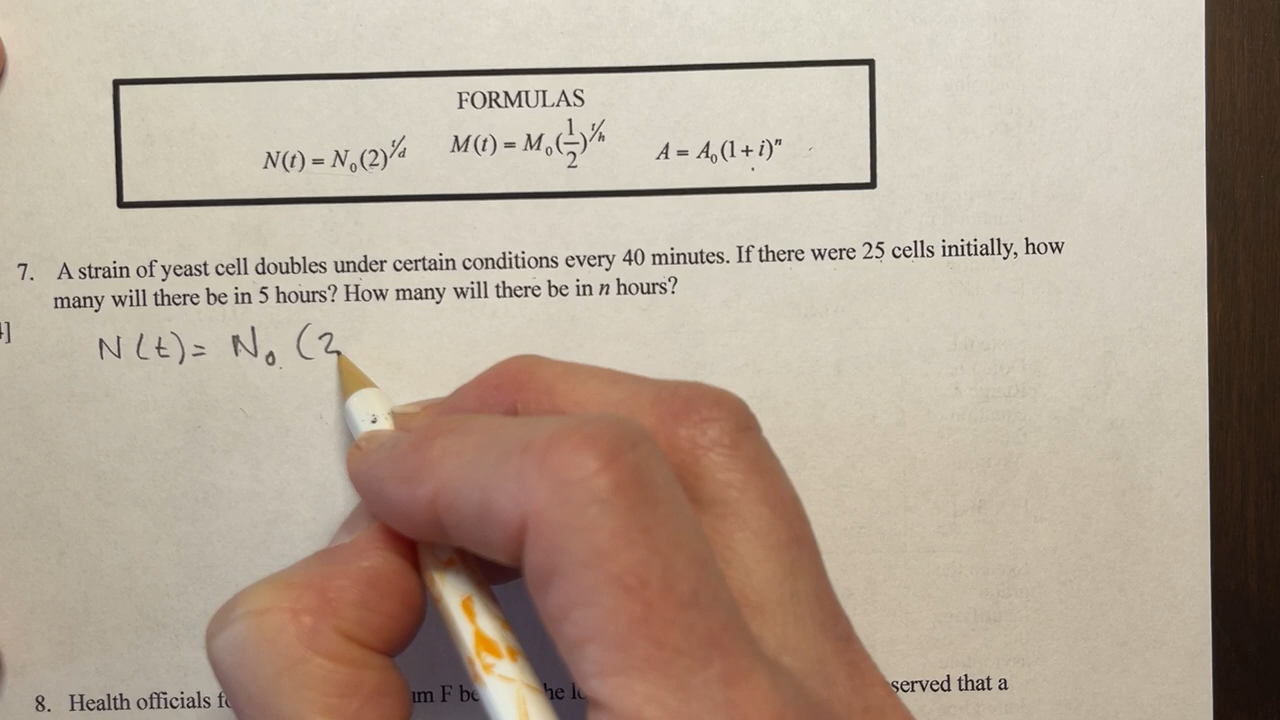 FORMULAS
N(t) = N₀(2)^(t/d) M(t) = M₀(1/2)^(t/h) A = A₀(1 + i)ⁿ
7. A strain of yeast cell doubles under certain conditions every 40 minutes. If there were 25 cells initially, how
many will there be in 5 hours? How many will there be in n hours?
]
N(t) = N₀ (2
8. Health officials served that a